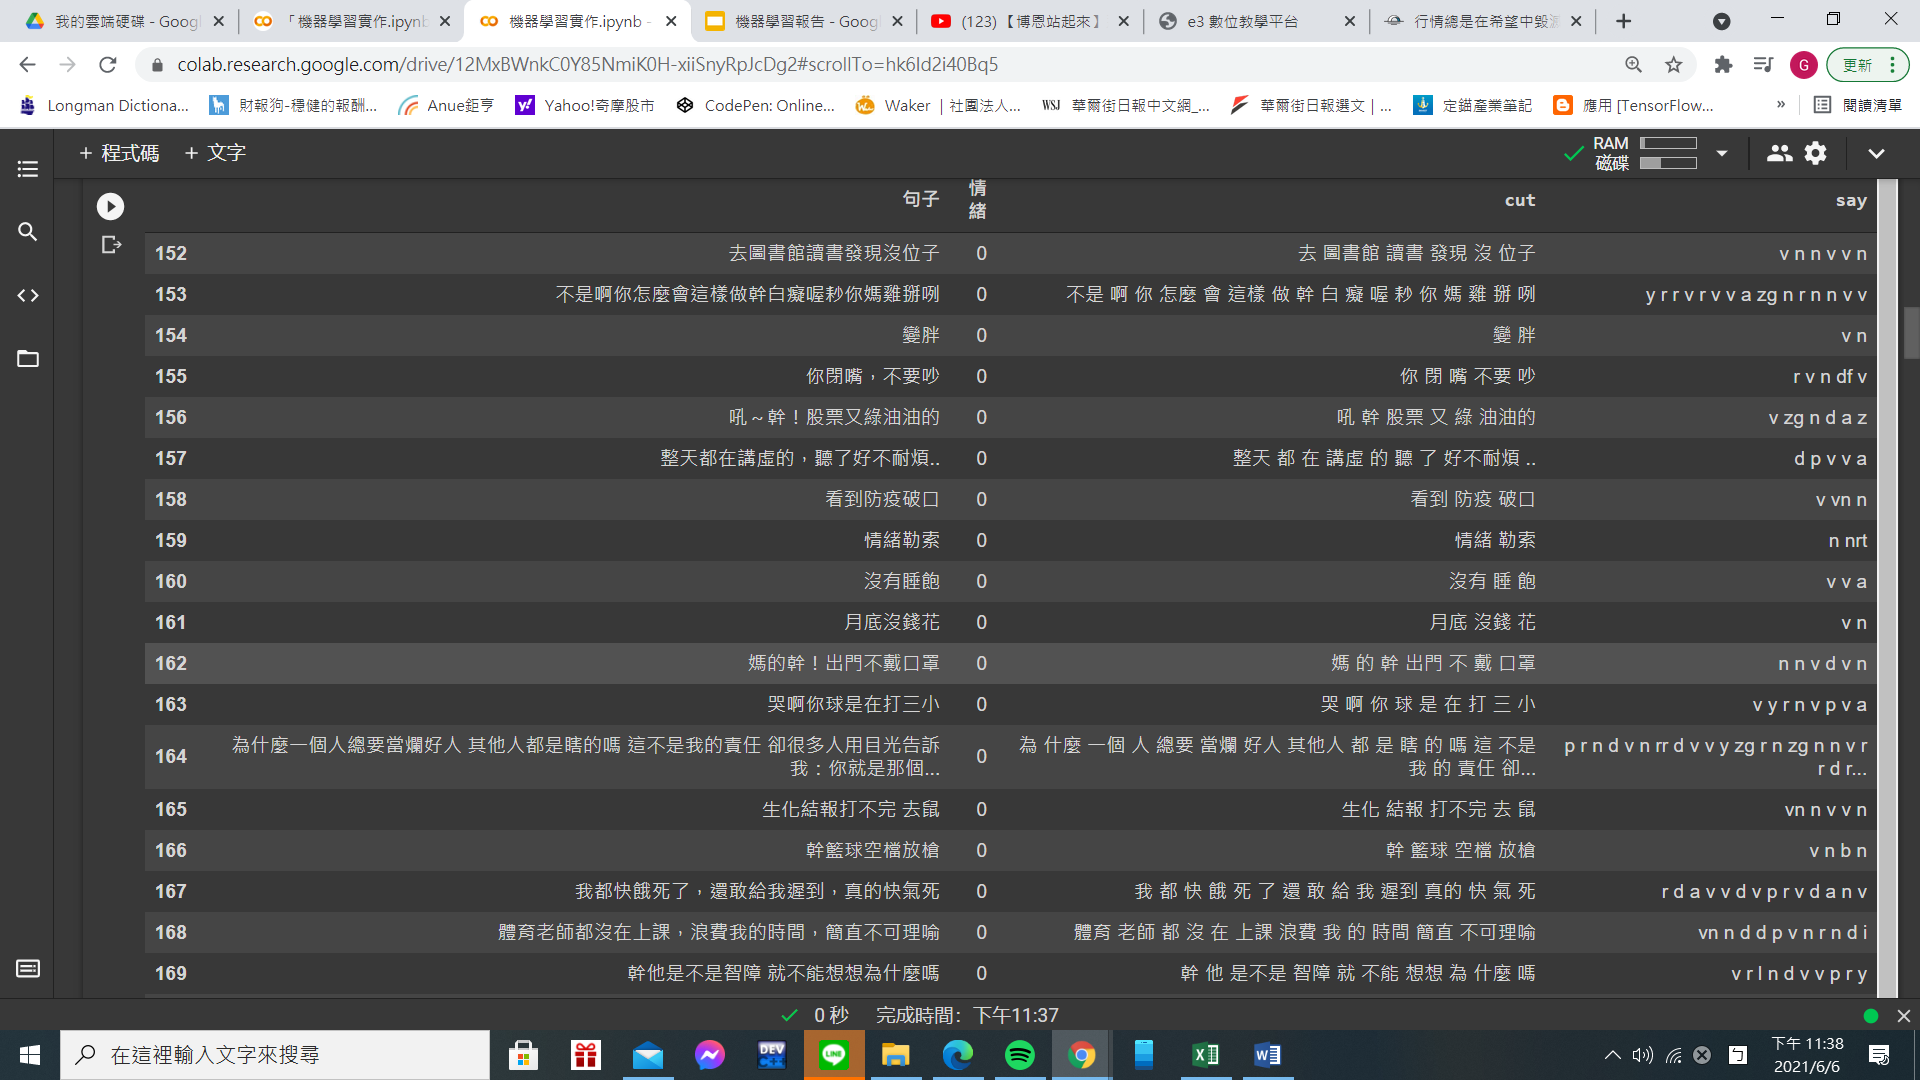 我的雲端硬碟 - Googl
「機器學習實作.ipynb
機器學習實作.ipynb -
機器學習報告 - Googl
(123)【博恩站起來】
e3 數位教學平台
行情總是在希望中毀滅
colab.research.google.com/drive/12MxBWnkC0Y85NmiK0H-xiiSnyRpJcDg2#scrollTo=hk6Id2i40Bq5
G
更新
Longman Dictiona...
財報狗-穩健的報酬...
Anue鉅亨
Yahoo!奇摩股市
CodePen: Online...
Waker | 社團法人...
WSJ 華爾街日報中文網_...
華爾街日報選文 | ...
定錨產業筆記
應用 [TensorFlow...
»
閱讀清單
+ 程式碼 + 文字
RAM
磁碟
句子 情緒 cut say
152 去圖書館讀書發現沒位子 0 去 圖書館 讀書 發現 沒 位子 v n n v v n
153 不是啊你怎麼會這樣做幹白癡喔耖你媽雞掰咧 0 不是 啊 你 怎麼 會 這樣 做 幹 白 癡 喔 耖 你 媽 雞 掰 咧 y r r v r v v a zg n r n n v v
154 變胖 0 變 胖 v n
155 你閉嘴，不要吵 0 你 閉 嘴 不要 吵 r v n df v
156 吼～幹！股票又綠油油的 0 吼 幹 股票 又 綠 油油的 v zg n d a z
157 整天都在講虛的，聽了好不耐煩.. 0 整天 都 在 講虛 的 聽 了 好不耐煩 .. d p v v a
158 看到防疫破口 0 看到 防疫 破口 v vn n
159 情緒勒索 0 情緒 勒索 n nrt
160 沒有睡飽 0 沒有 睡 飽 v v a
161 月底沒錢花 0 月底 沒錢 花 v n
162 媽的幹！出門不戴口罩 0 媽 的 幹 出門 不 戴 口罩 n n v d v n
163 哭啊你球是在打三小 0 哭 啊 你 球 是 在 打 三 小 v y r n v p v a
164 為什麼一個人總要當爛好人 其他人都是瞎的嗎 這不是我的責任 卻很多人用目光告訴 0 為 什麼 一個 人 總要 當爛 好人 其他人 都 是 瞎 的 嗎 這 不是 p r n d v n rr d v v y zg r n zg n n v r
我：你就是那個... 我 的 責任 卻... r d r...
165 生化結報打不完 去鼠 0 生化 結報 打不完 去 鼠 vn n v v n
166 幹籃球空檔放槍 0 幹 籃球 空檔 放槍 v n b n
167 我都快餓死了，還敢給我遲到，真的快氣死 0 我 都 快 餓 死 了 還 敢 給 我 遲到 真的 快 氣 死 r d a v v d v p r v d a n v
168 體育老師都沒在上課，浪費我的時間，簡直不可理喻 0 體育 老師 都 沒 在 上課 浪費 我 的 時間 簡直 不可理喻 vn n d d p v n r n d i
169 幹他是不是智障 就不能想想為什麼嗎 0 幹 他 是不是 智障 就 不能 想想 為 什麼 嗎 v r l n d v v p r y
0 秒 完成時間: 下午11:37
在這裡輸入文字來搜尋
DEV C++
LINE
下午 11:38
2021/6/6